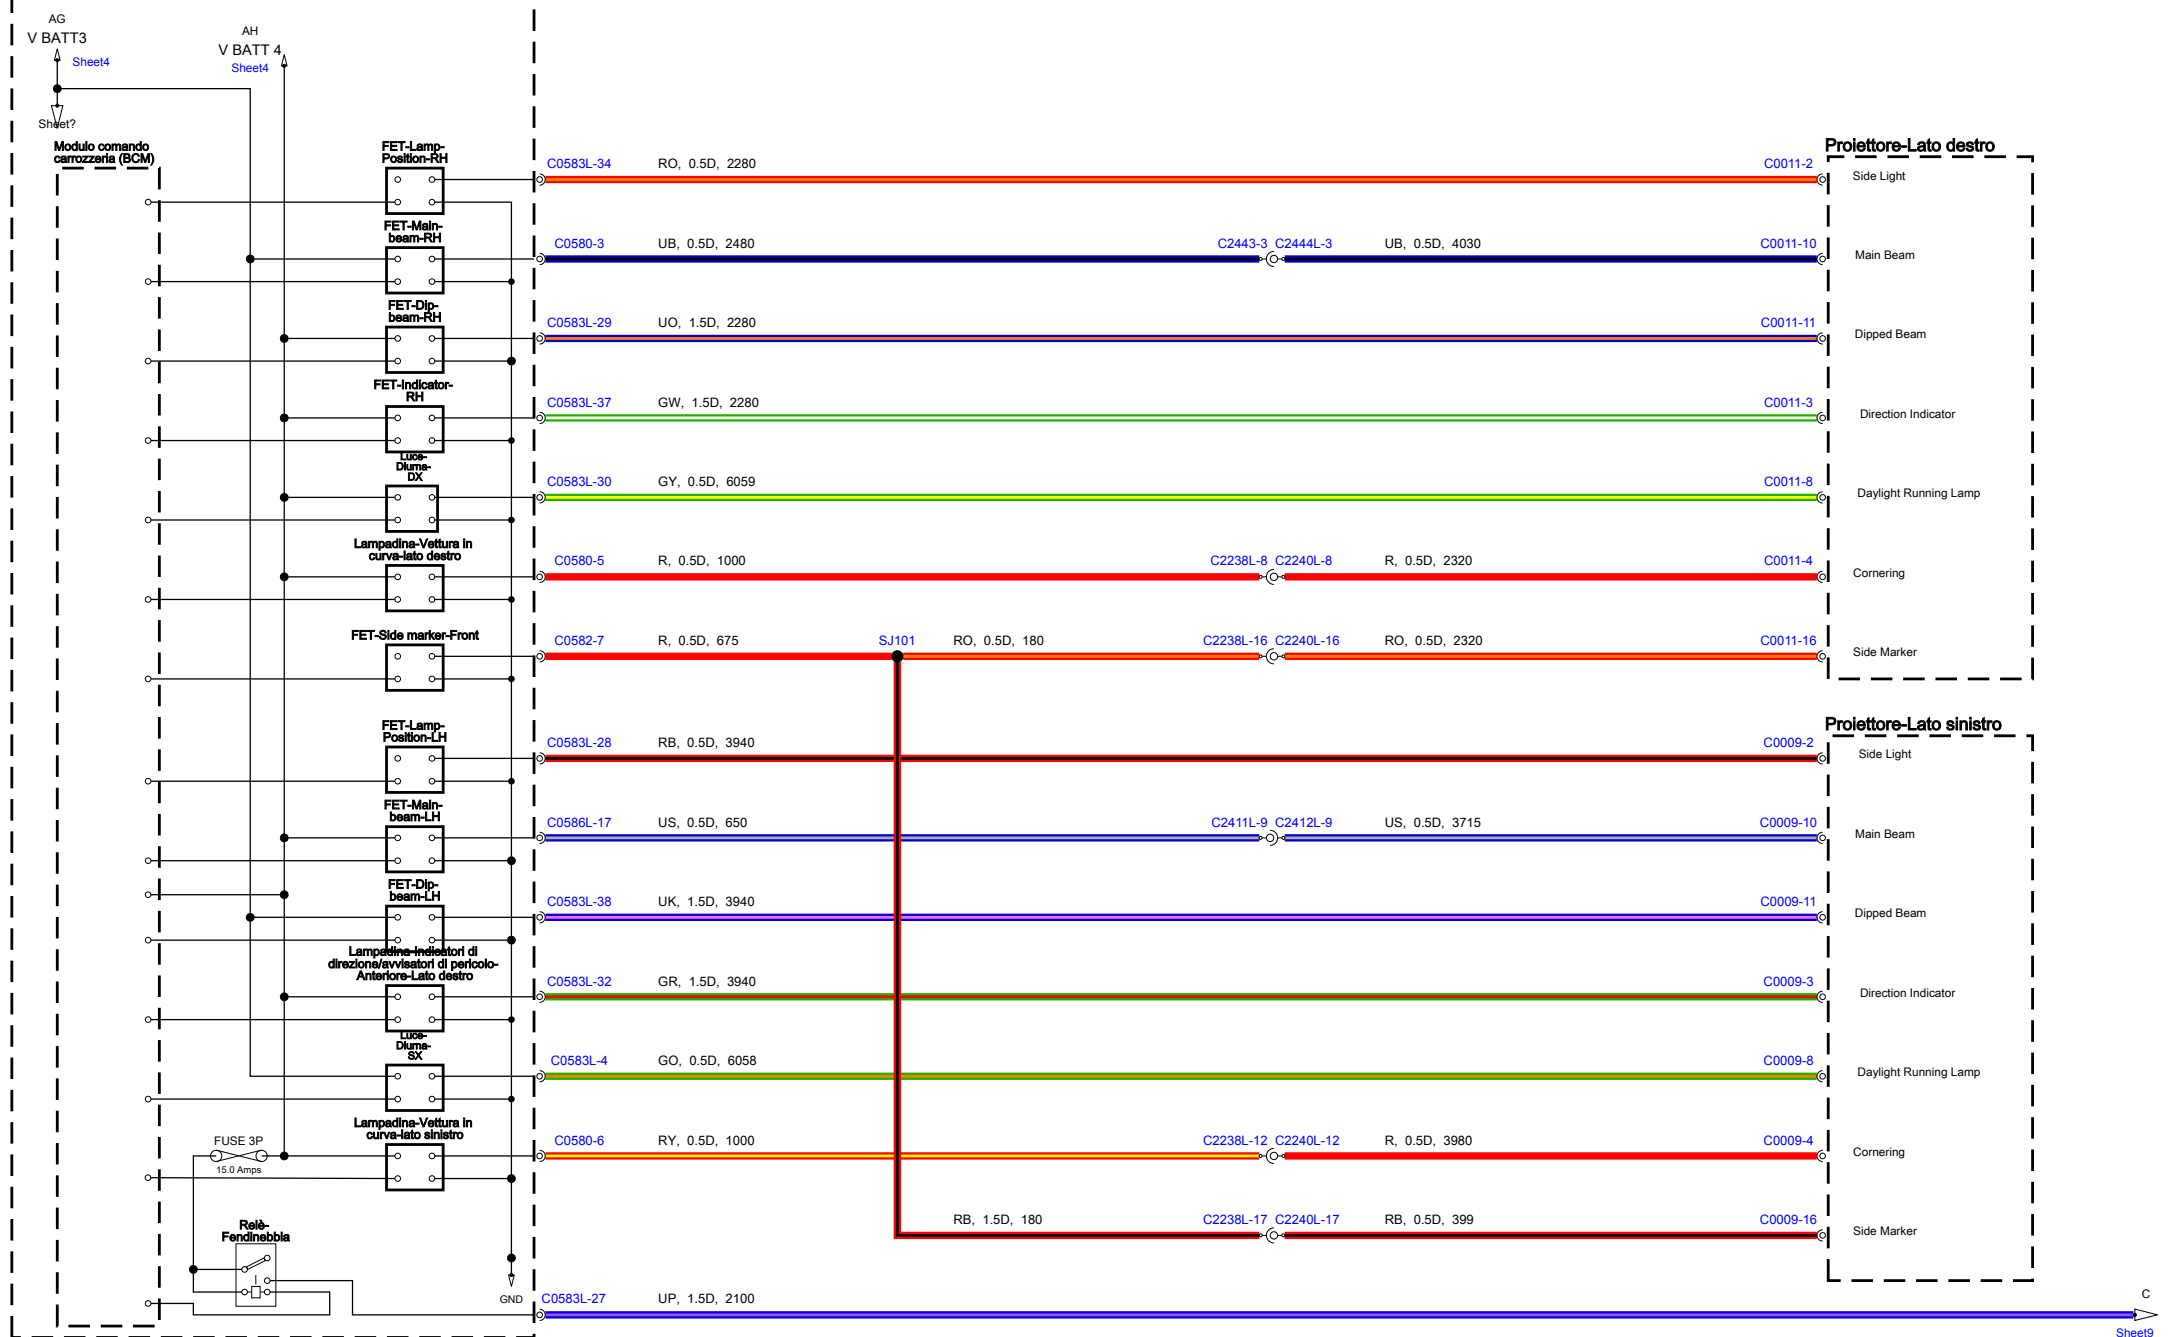 AG
V BATT3
Sheet4
AH
V BATT 4
Sheet4
Sheet?
Modulo comando
carrozzeria (BCM)
FET-Lamp-
Position-RH
C0583L-34 RO, 0.5D, 2280 C0011-2
Proiettore-Lato destro
Side Light
FET-Main-
beam-RH
C0580-3 UB, 0.5D, 2480 C2443-3 C2444L-3 UB, 0.5D, 4030 C0011-10
Main Beam
FET-Dip-
beam-RH
C0583L-29 UO, 1.5D, 2280 C0011-11
Dipped Beam
FET-Indicator-
RH
C0583L-37 GW, 1.5D, 2280 C0011-3
Direction Indicator
Luce-
Diurna-
DX
C0583L-30 GY, 0.5D, 6059 C0011-8
Daylight Running Lamp
Lampadina-Vettura in
curva-lato destro
C0580-5 R, 0.5D, 1000 C2238L-8 C2240L-8 R, 0.5D, 2320 C0011-4
Cornering
FET-Side marker-Front
C0582-7 R, 0.5D, 675 SJ101 RO, 0.5D, 180 C2238L-16 C2240L-16 RO, 0.5D, 2320 C0011-16
Side Marker
Proiettore-Lato sinistro
FET-Lamp-
Position-LH
C0583L-28 RB, 0.5D, 3940 C0009-2
Side Light
FET-Main-
beam-LH
C0586L-17 US, 0.5D, 650 C2411L-9 C2412L-9 US, 0.5D, 3715 C0009-10
Main Beam
FET-Dip-
beam-LH
C0583L-38 UK, 1.5D, 3940 C0009-11
Dipped Beam
Lampadina-Indicatori di
direzione/avvisatori di pericolo-
Anteriore-Lato destro
C0583L-32 GR, 1.5D, 3940 C0009-3
Direction Indicator
Luce-
Diurna-
SX
C0583L-4 GO, 0.5D, 6058 C0009-8
Daylight Running Lamp
Lampadina-Vettura in
curva-lato sinistro
FUSE 3P
15.0 Amps
C0580-6 RY, 0.5D, 1000 C2238L-12 C2240L-12 R, 0.5D, 3980 C0009-4
Cornering
RB, 1.5D, 180 C2238L-17 C2240L-17 RB, 0.5D, 399 C0009-16
Side Marker
Relè-
Fendinebbia
GND
C0583L-27 UP, 1.5D, 2100
C
Sheet9